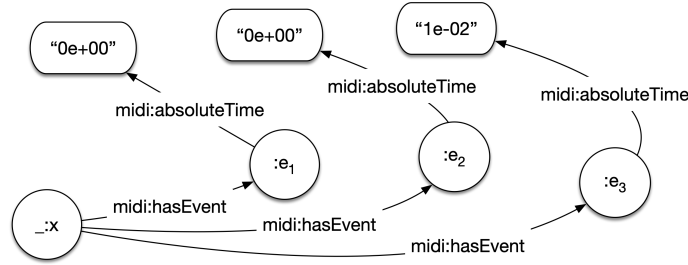 “0e+00”
“0e+00”
“1e-02”
midi:absoluteTime
midi:absoluteTime
midi:absoluteTime
:e1
:e2
:e3
_:x
midi:hasEvent
midi:hasEvent
midi:hasEvent